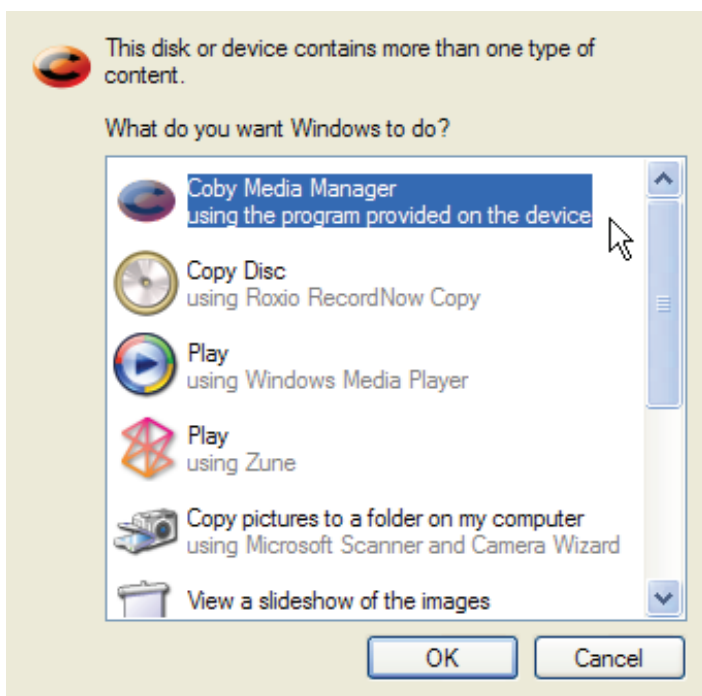 This disk or device contains more than one type of
content.
What do you want Windows to do?
Coby Media Manager
using the program provided on the device
Copy Disc
using Roxio RecordNow Copy
Play
using Windows Media Player
Play
using Zune
Copy pictures to a folder on my computer
using Microsoft Scanner and Camera Wizard
View a slideshow of the images
OK
Cancel